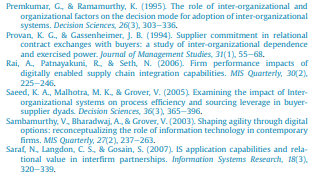 Premkumar, G., & Ramamurthy, K. (1995). The role of inter-organizational and
organizational factors on the decision mode for adoption of inter-organizational
systems. Decision Sciences, 26(3), 303–336.
Provan, K. G., & Gassenheimer, J. B. (1994). Supplier commitment in relational
contract exchanges with buyers: a study of interorganizational dependence
and exercised power. Journal of Management Studies, 31(1), 55–68.
Rai, A., Patnayakuni, R., & Seth, N. (2006). Firm performance impacts of
digitally enabled supply chain integration capabilities. MIS Quarterly, 30(2),
225–246.
Saeed, K. A., Malhotra, M. K., & Grover, V. (2005). Examining the impact of Inter-
organizational systems on process efficiency and sourcing leverage in buyer-
supplier dyads. Decision Sciences, 36(3), 365–396.
Sambamurthy, V., Bharadwaj, A., & Grover, V. (2003). Shaping agility through digital
options: reconceptualizing the role of information technology in contemporary
firms. MIS Quarterly, 27(2), 237–263.
Saraf, N., Langdon, C. S., & Gosain, S. (2007). IS application capabilities and rela-
tional value in interfirm partnerships. Information Systems Research, 18(3),
320–339.